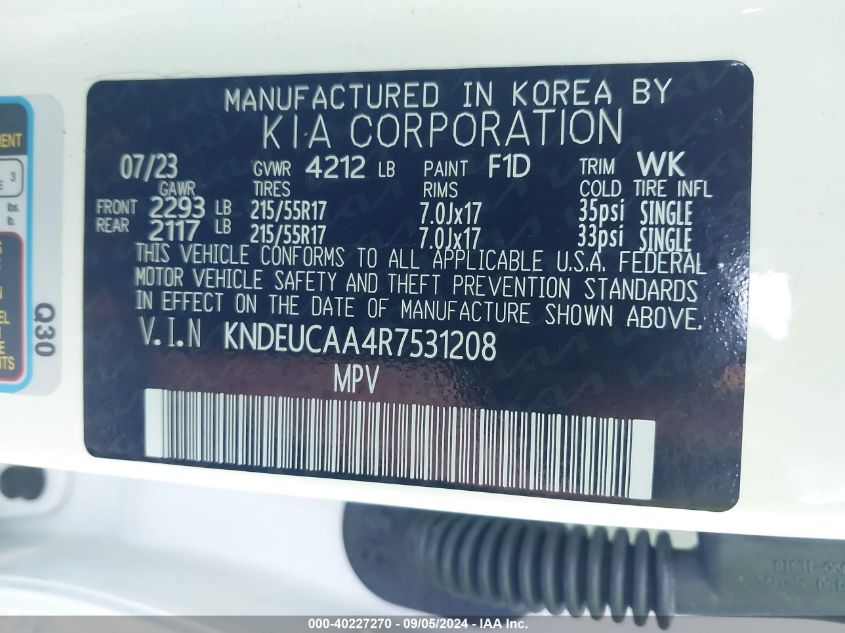 MANUFACTURED IN KOREA BY
KIA CORPORATION
07/23 GVWR 4212 LB PAINT F1D TRIM WK
GAWR TIRES RIMS COLD TIRE INFL
FRONT 2293 LB 215/55R17 7.0Jx17 35psi SINGLE
REAR 2117 LB 215/55R17 7.0Jx17 33psi SINGLE
THIS VEHICLE CONFORMS TO ALL APPLICABLE U.S.A. FEDERAL
MOTOR VEHICLE SAFETY AND THEFT PREVENTION STANDARDS
IN EFFECT ON THE DATE OF MANUFACTURE SHOWN ABOVE.
V.I.N KNDEUCAA4R7531208
MPV
Q30
3
lbs.
lb.
000-40227270 - 09/05/2024 - IAA Inc.